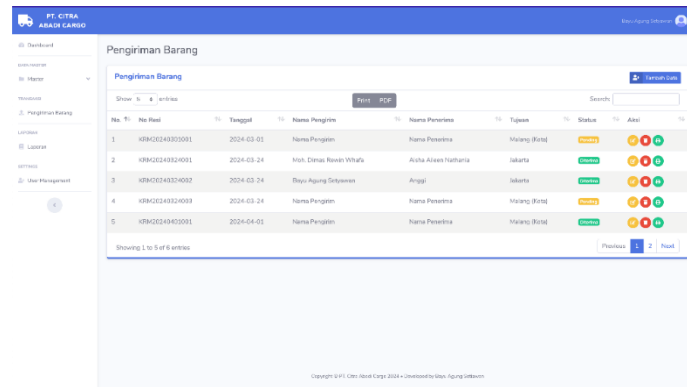 PT. CITRA
ABADI CARGO
Bayu Agung Setiawan
Dashboard
Pengiriman Barang
DATA MASTER
Master
Pengiriman Barang
Tambah Data
TRANSAKSI
Show 5 entries
Print PDF
Search:
Pengiriman Barang
No. No Resi Tanggal Nama Pengirim Nama Penerima Tujuan Status Aksi
LAPORAN
1 KRM20240301001 2024-03-01 Nama Pengirim Nama Penerima Malang (Kota) Pending
Laporan
2 KRM20240324001 2024-03-24 Moh. Dimas Rowin Whafa Aisha Aileen Nathania Jakarta Diterima
SETTINGS
User Management
3 KRM20240324002 2024-03-24 Bayu Agung Setyawan Anggi Jakarta Diterima
4 KRM20240324003 2024-03-24 Nama Pengirim Nama Penerima Malang (Kota) Pending
5 KRM20240401001 2024-04-01 Nama Pengirim Nama Penerima Malang (Kota) Diterima
Showing 1 to 5 of 6 entries
Previous 1 2 Next
Copyright © PT. Citra Abadi Cargo 2024 • Developed by Bayu Agung Setiawan